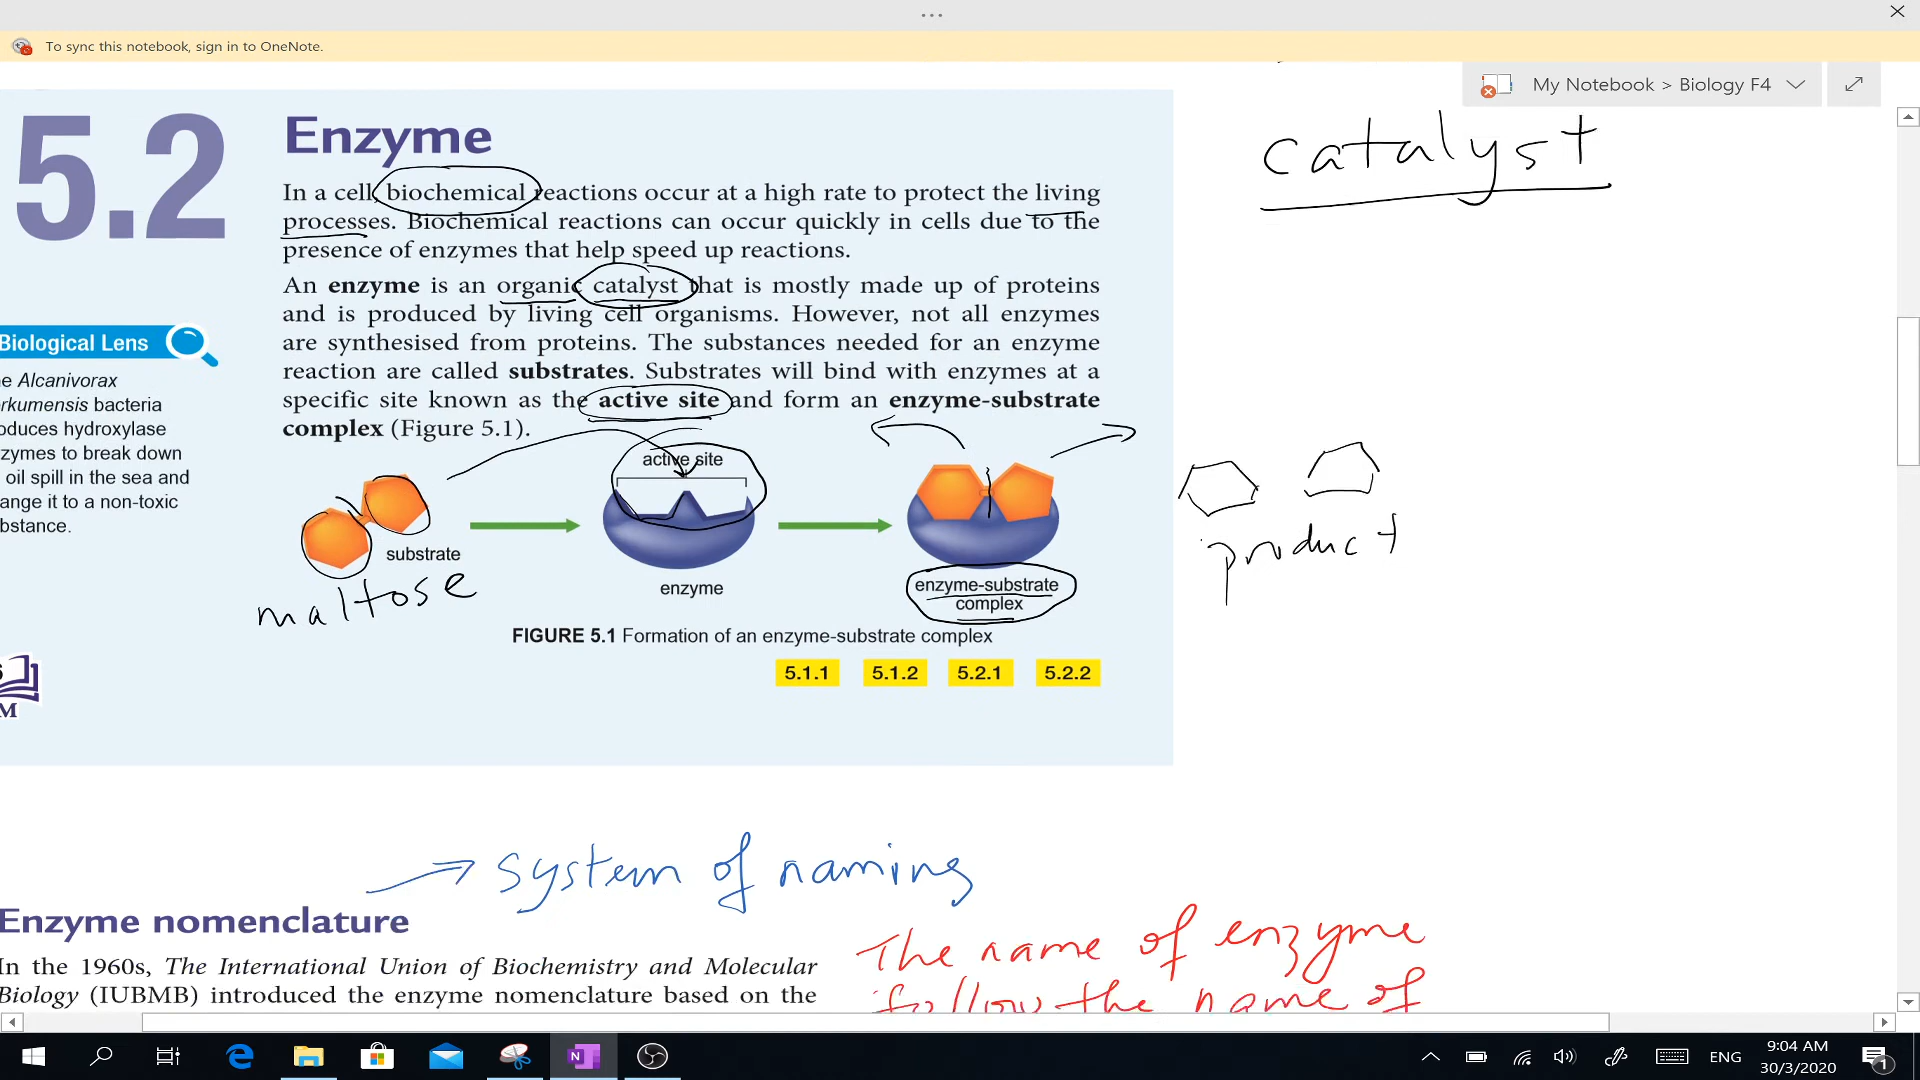 To sync this notebook, sign in to OneNote.
My Notebook > Biology F4
catalyst
5.2
Enzyme
In a cell, biochemical reactions occur at a high rate to protect the living
processes. Biochemical reactions can occur quickly in cells due to the
presence of enzymes that help speed up reactions.
An enzyme is an organic catalyst that is mostly made up of proteins
and is produced by living cell organisms. However, not all enzymes
are synthesised from proteins. The substances needed for an enzyme
reaction are called substrates. Substrates will bind with enzymes at a
specific site known as the active site and form an enzyme-substrate
complex (Figure 5.1).
Biological Lens
Alcanivorax
bacteria
hydroxylase
to break down
oil spill in the sea and
it to a non-toxic
active site
substrate
enzyme
enzyme-substrate
complex
maltose
product
FIGURE 5.1 Formation of an enzyme-substrate complex
5.1.1 5.1.2 5.2.1 5.2.2
M
system of naming
Enzyme nomenclature
In the 1960s, The International Union of Biochemistry and Molecular
Biology (IUBMB) introduced the enzyme nomenclature based on the
The name of enzyme
follow the name of
ENG
9:04 AM
30/3/2020
1